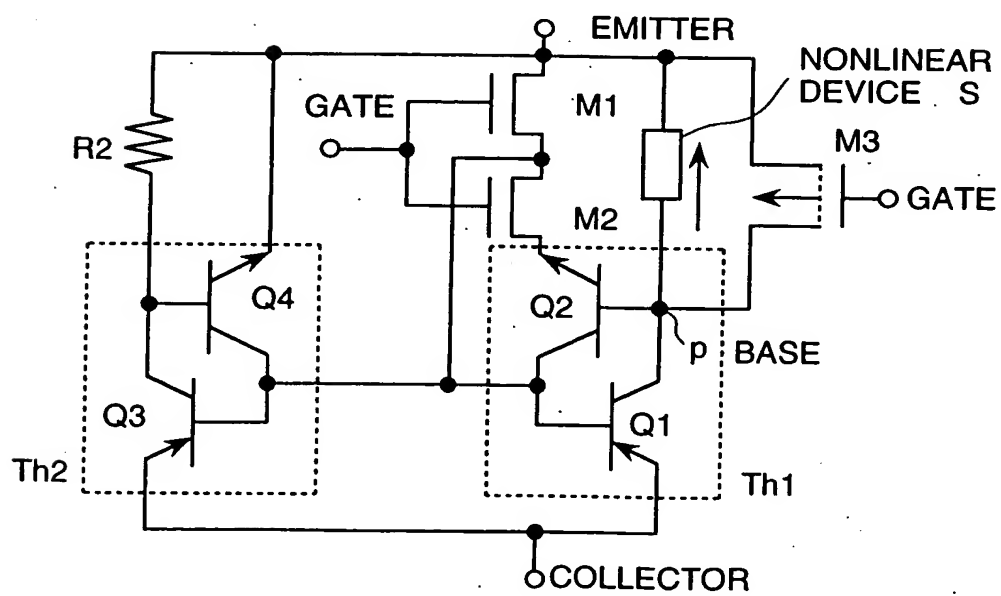 EMITTER
NONLINEAR
DEVICE S
GATE
M1
M3
R2
GATE
M2
Q4
Q2
p
BASE
Q3
Q1
Th2
Th1
COLLECTOR